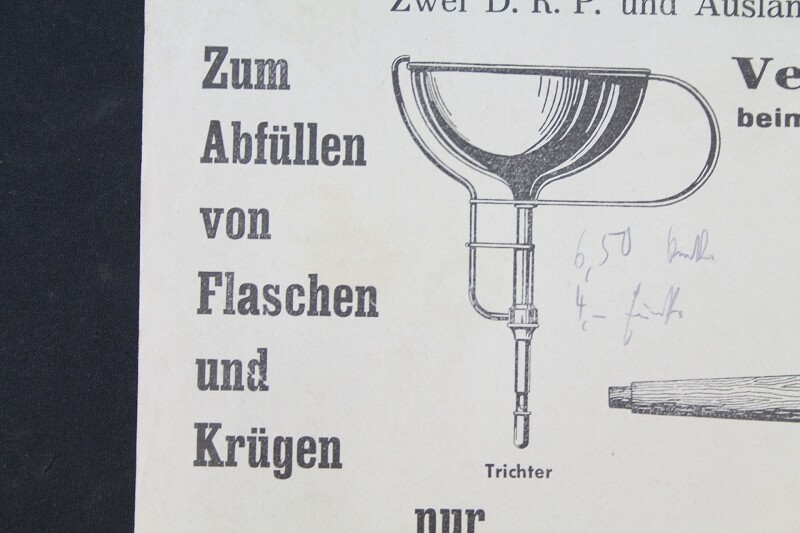 Zwei D. R. P. und Auslan
Zum
Abfüllen
von
Flaschen
und
Krügen
Ve
beim
6,50
4,-
Trichter
nur